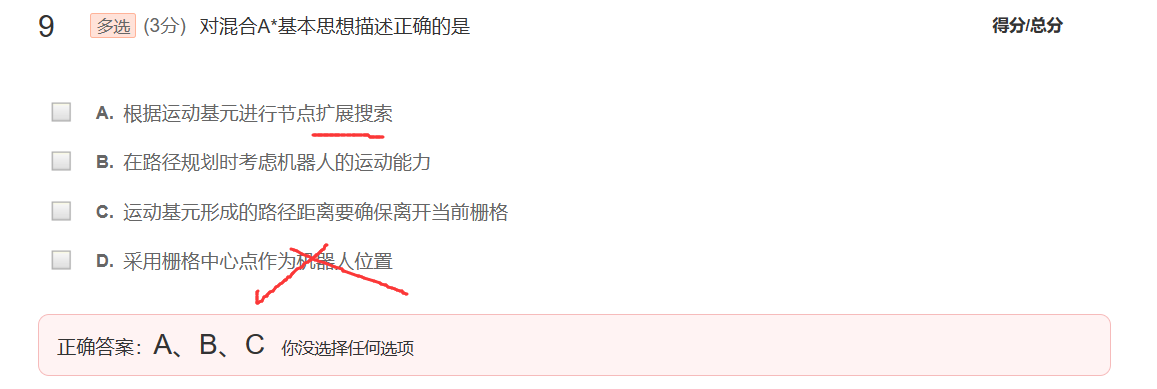 9 多选 (3分) 对混合A*基本思想描述正确的是 得分/总分
A. 根据运动基元进行节点扩展搜索
B. 在路径规划时考虑机器人的运动能力
C. 运动基元形成的路径距离要确保离开当前栅格
D. 采用栅格中心点作为机器人位置
正确答案：A、B、C 你没选择任何选项